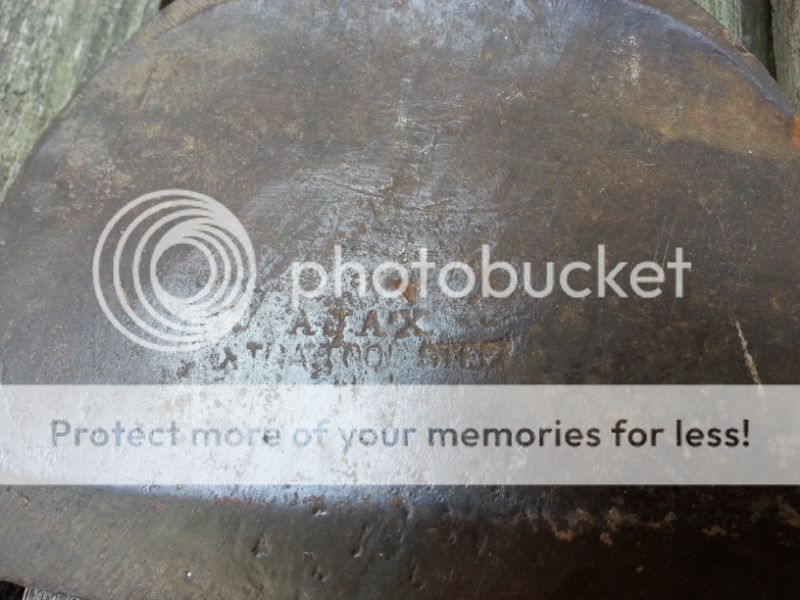 photobucket
AJAX
Protect more of your memories for less!